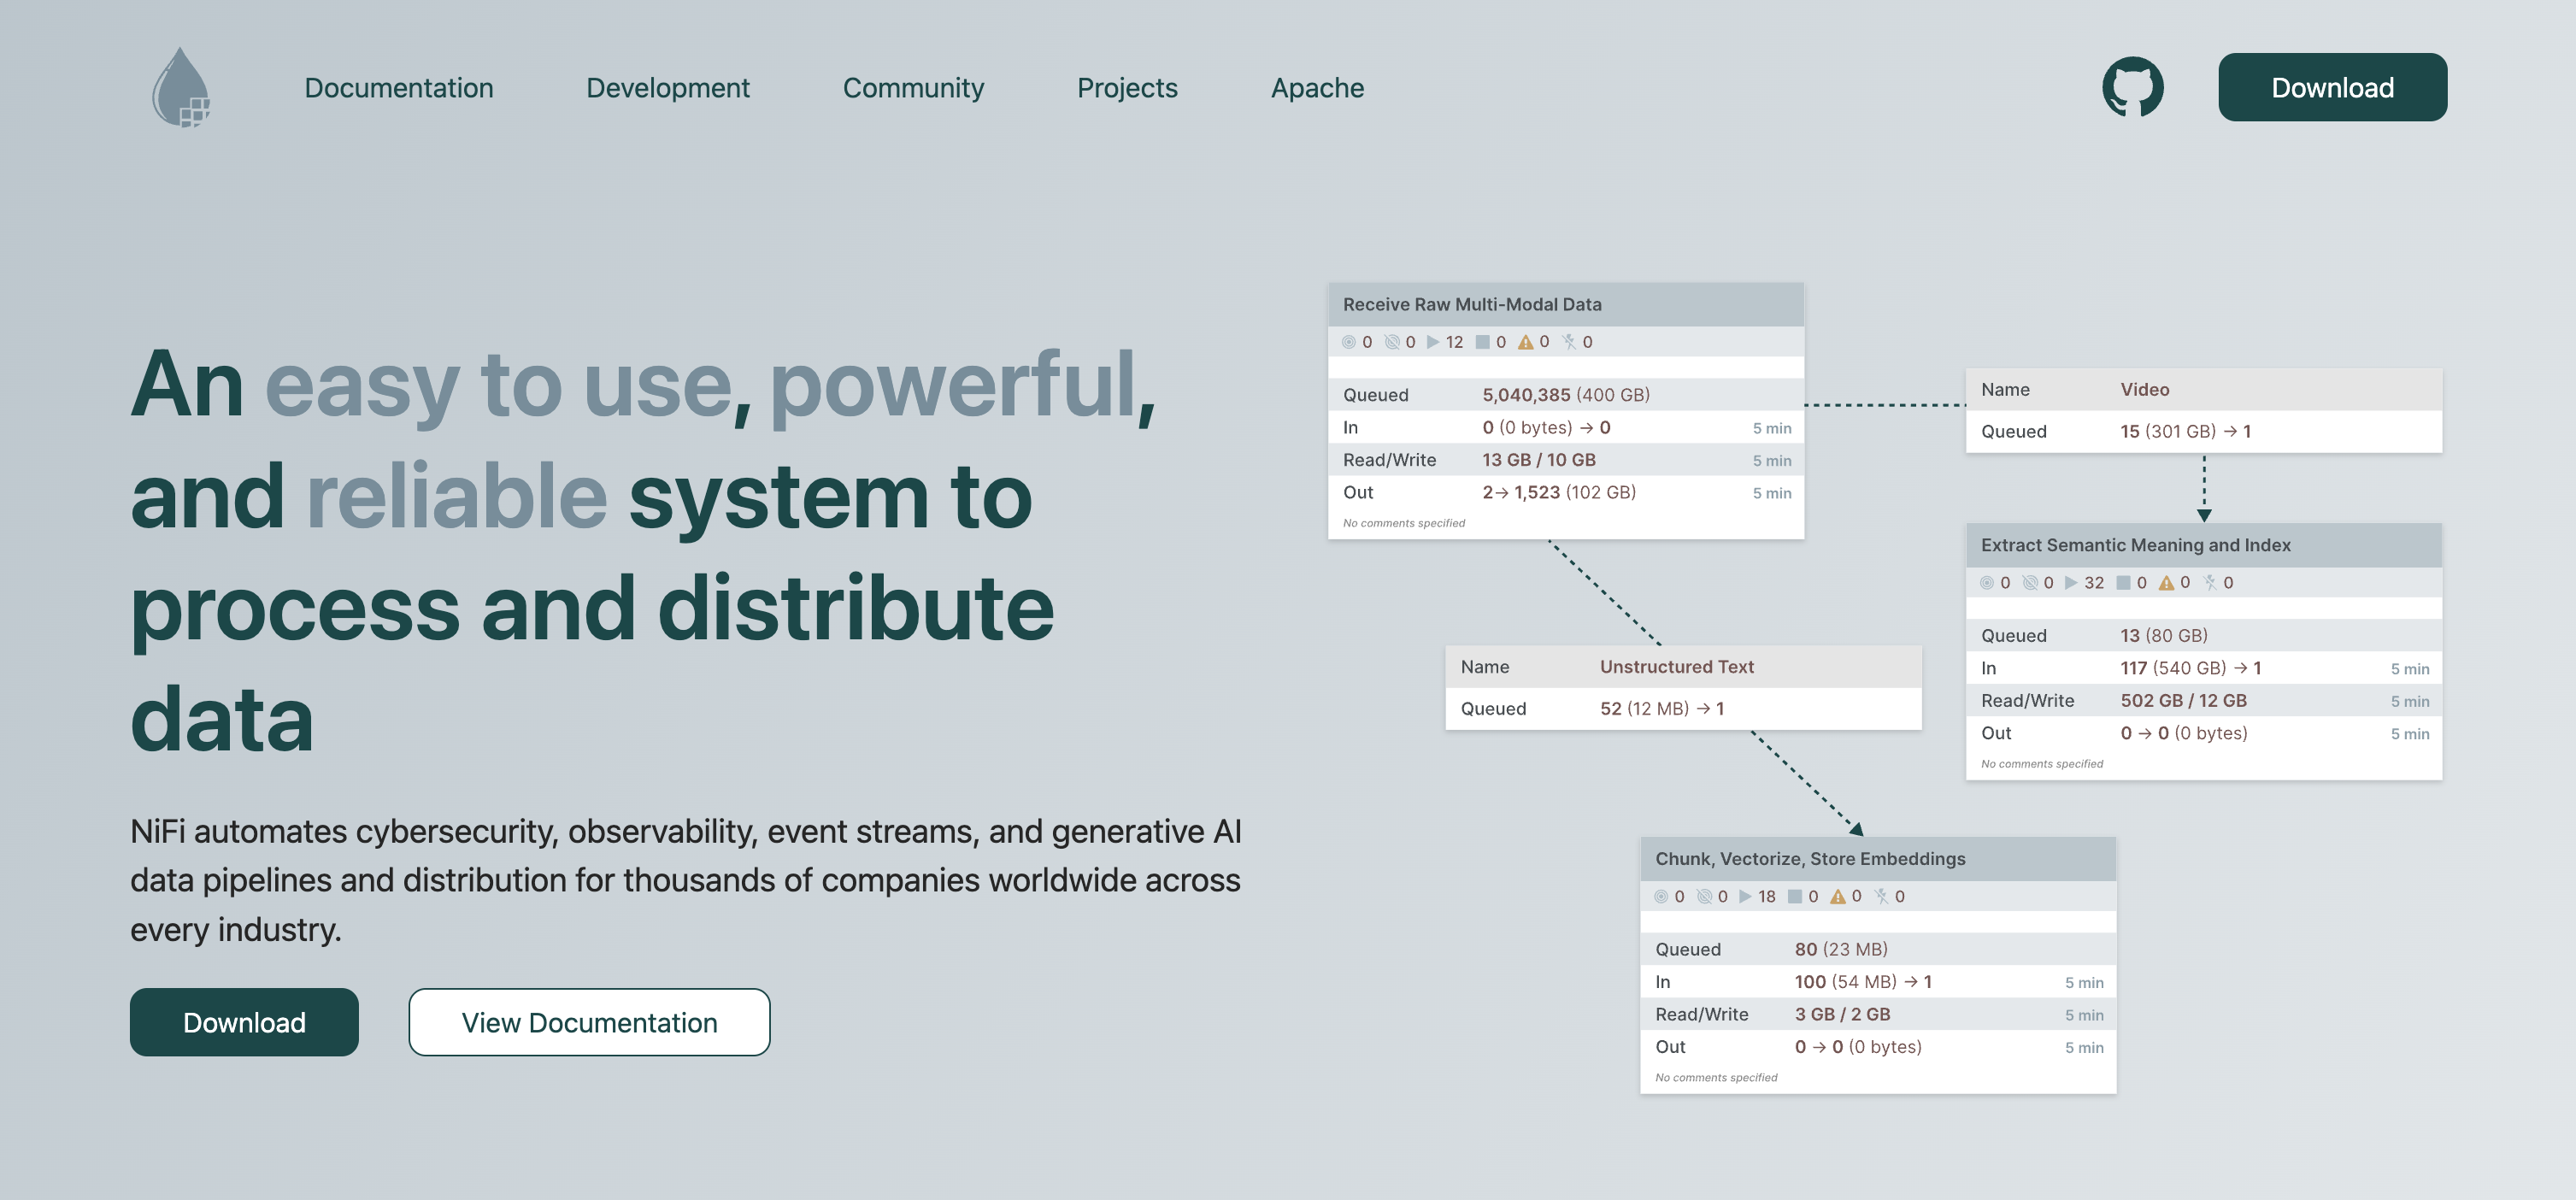 Documentation Development Community Projects Apache Download
An easy to use, powerful,
and reliable system to
process and distribute
data
NiFi automates cybersecurity, observability, event streams, and generative AI
data pipelines and distribution for thousands of companies worldwide across
every industry.
Download View Documentation
Receive Raw Multi-Modal Data
0 0 12 0 0 0
Queued 5,040,385 (400 GB)
In 0 (0 bytes) → 0 5 min
Read/Write 13 GB / 10 GB 5 min
Out 2→ 1,523 (102 GB) 5 min
No comments specified
Name Video
Queued 15 (301 GB) → 1
Extract Semantic Meaning and Index
0 0 32 0 0 0
Queued 13 (80 GB)
In 117 (540 GB) → 1 5 min
Read/Write 502 GB / 12 GB 5 min
Out 0 → 0 (0 bytes) 5 min
No comments specified
Name Unstructured Text
Queued 52 (12 MB) → 1
Chunk, Vectorize, Store Embeddings
0 0 18 0 0 0
Queued 80 (23 MB)
In 100 (54 MB) → 1 5 min
Read/Write 3 GB / 2 GB 5 min
Out 0 → 0 (0 bytes) 5 min
No comments specified